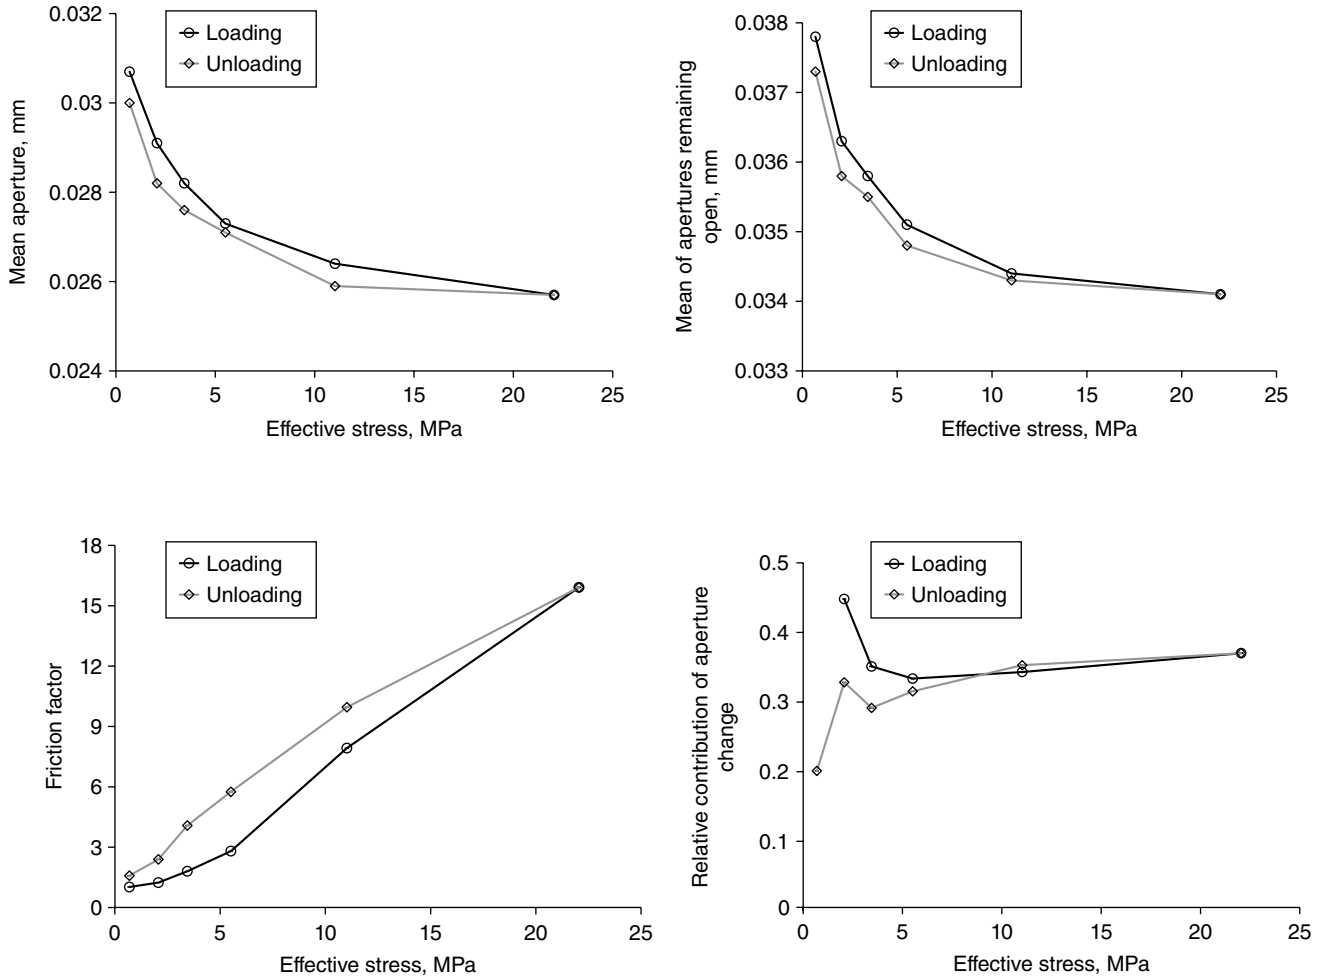 0.032
0.03
0.028
0.026
0.024
Mean aperture, mm
Loading
Unloading
0 5 10 15 20 25
Effective stress, MPa
0.038
0.037
0.036
0.035
0.034
0.033
Mean of apertures remaining
open, mm
Loading
Unloading
0 5 10 15 20 25
Effective stress, MPa
18
15
12
9
6
3
0
Friction factor
Loading
Unloading
0 5 10 15 20 25
Effective stress, MPa
0.5
0.4
0.3
0.2
0.1
0
Relative contribution of aperture
change
Loading
Unloading
0 5 10 15 20 25
Effective stress, MPa